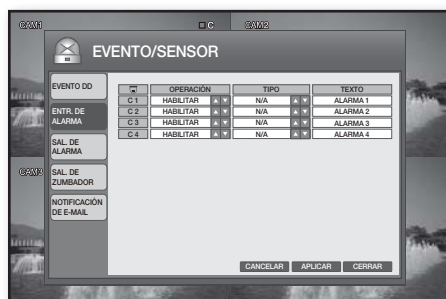 CAM1 C CAM2
EVENTO/SENSOR
EVENTO DD
ENTR. DE
ALARMA
SAL. DE
ALARMA
CAM3 SAL. DE
ZUMBADOR
NOTIFICACIÓN
DE E-MAIL
OPERACIÓN TIPO TEXTO
C 1 HABILITAR N/A ALARMA 1
C 2 HABILITAR N/A ALARMA 2
C 3 HABILITAR N/A ALARMA 3
C 4 HABILITAR N/A ALARMA 4
CANCELAR APLICAR CERRAR